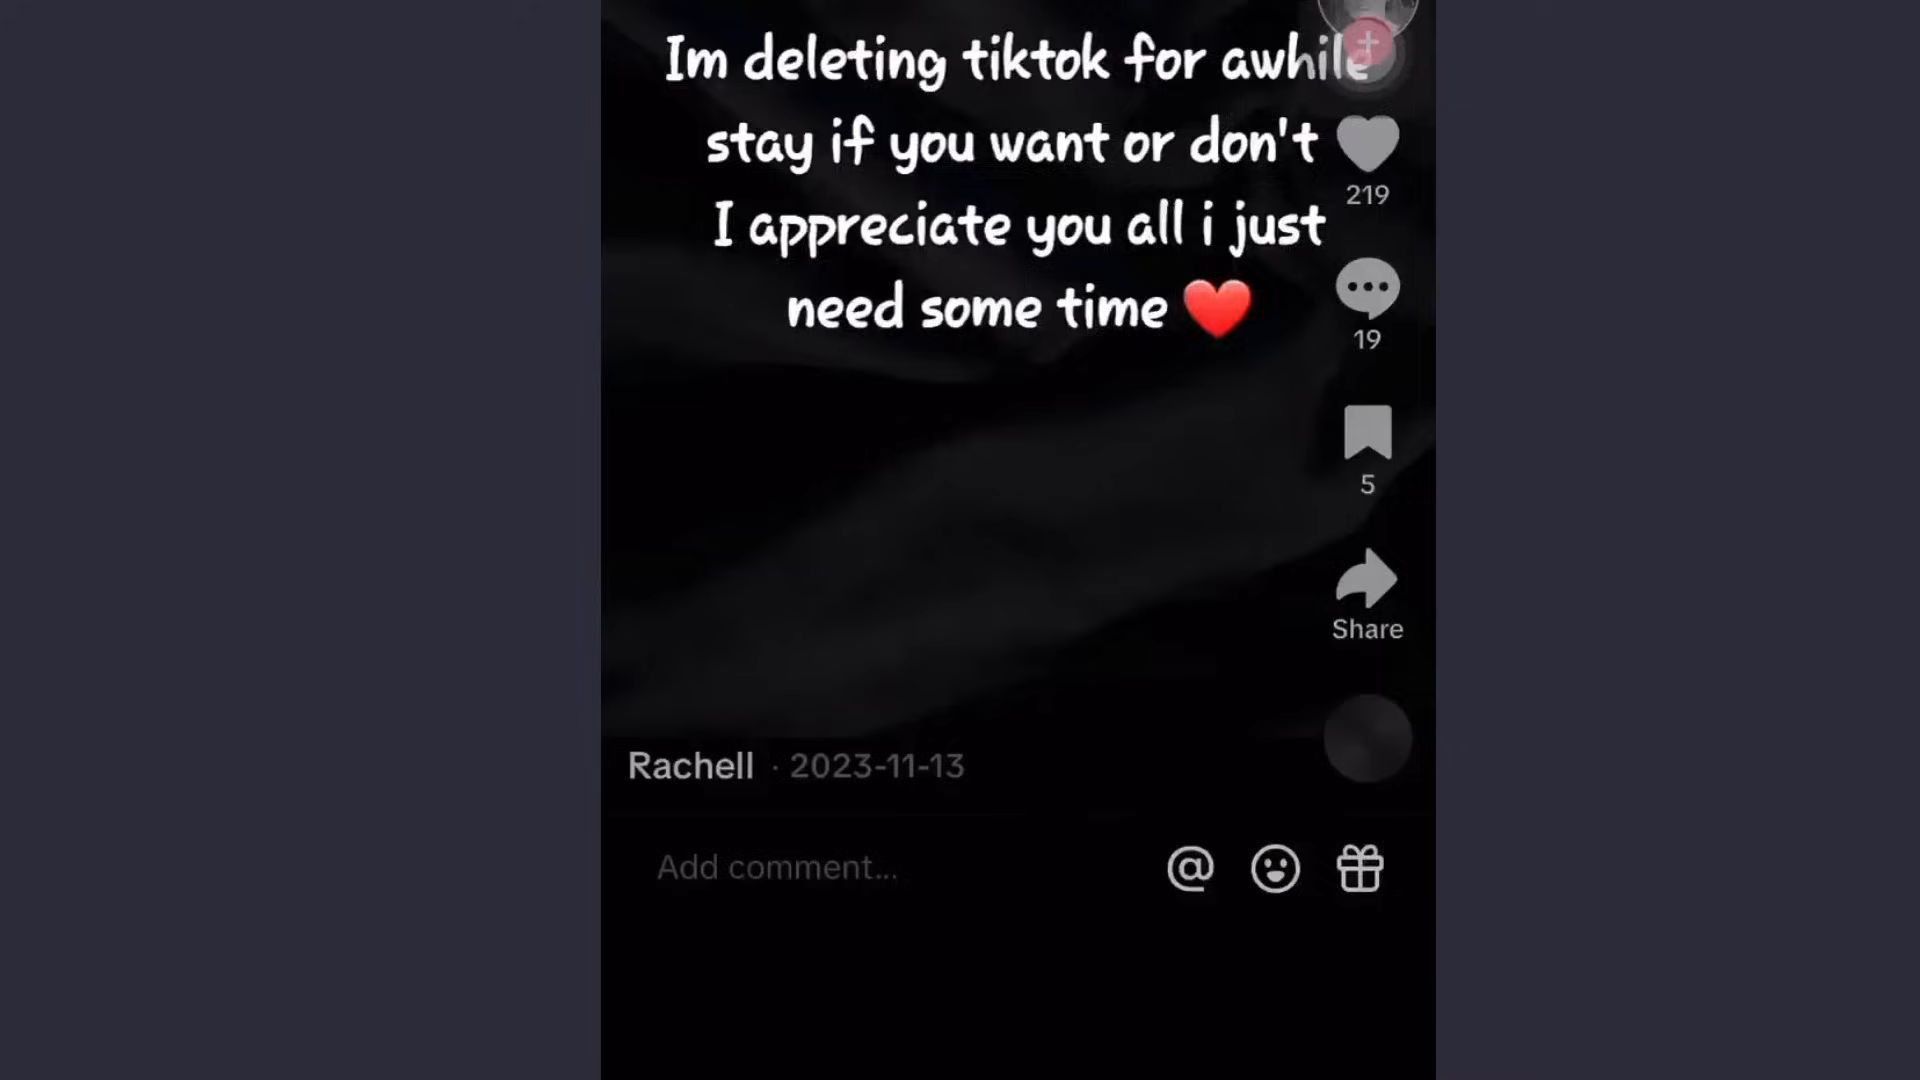 Im deleting tiktok for awhile
stay if you want or don't
I appreciate you all i just
need some time ❤️
219
19
5
Share
Rachell · 2023-11-13
Add comment...